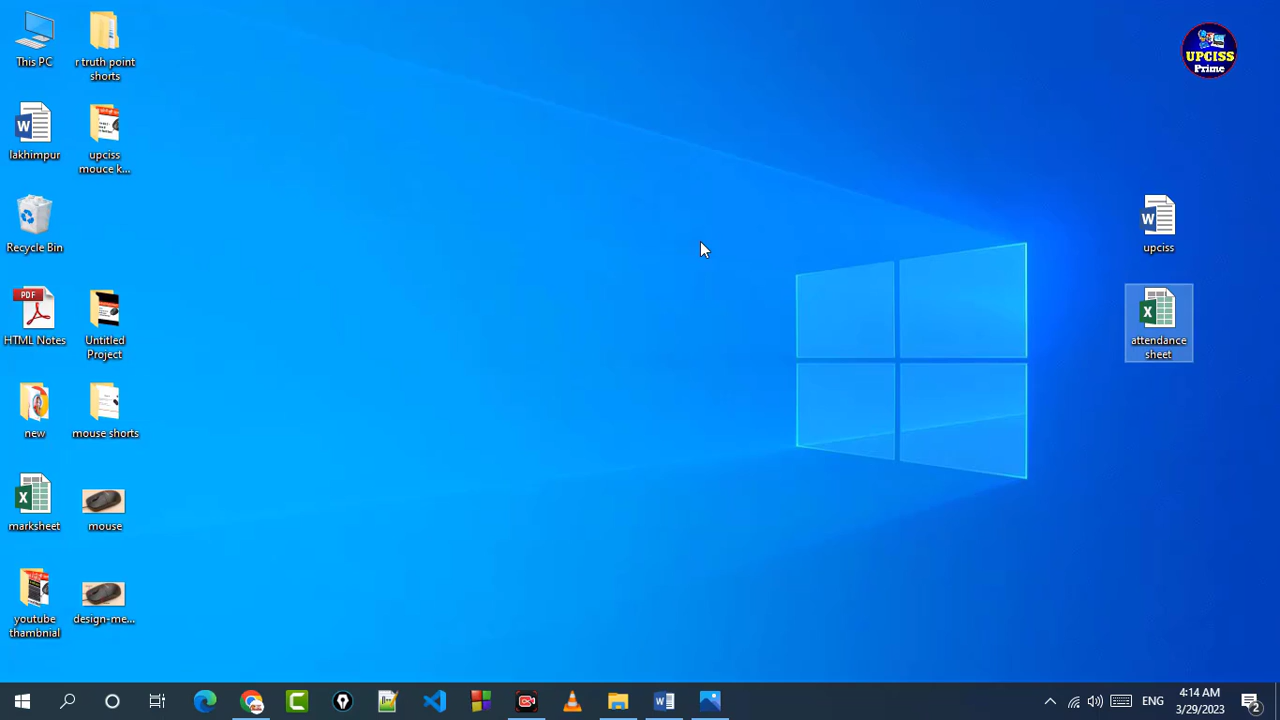 This PC
r truth point
shorts
UPCISS
Prime
lakhimpur
upciss
mouce k...
Recycle Bin
upciss
HTML Notes
Untitled
Project
attendance
sheet
new
mouse shorts
marksheet
mouse
youtube
thambnial
design-me...
ENG
4:14 AM
3/29/2023
2